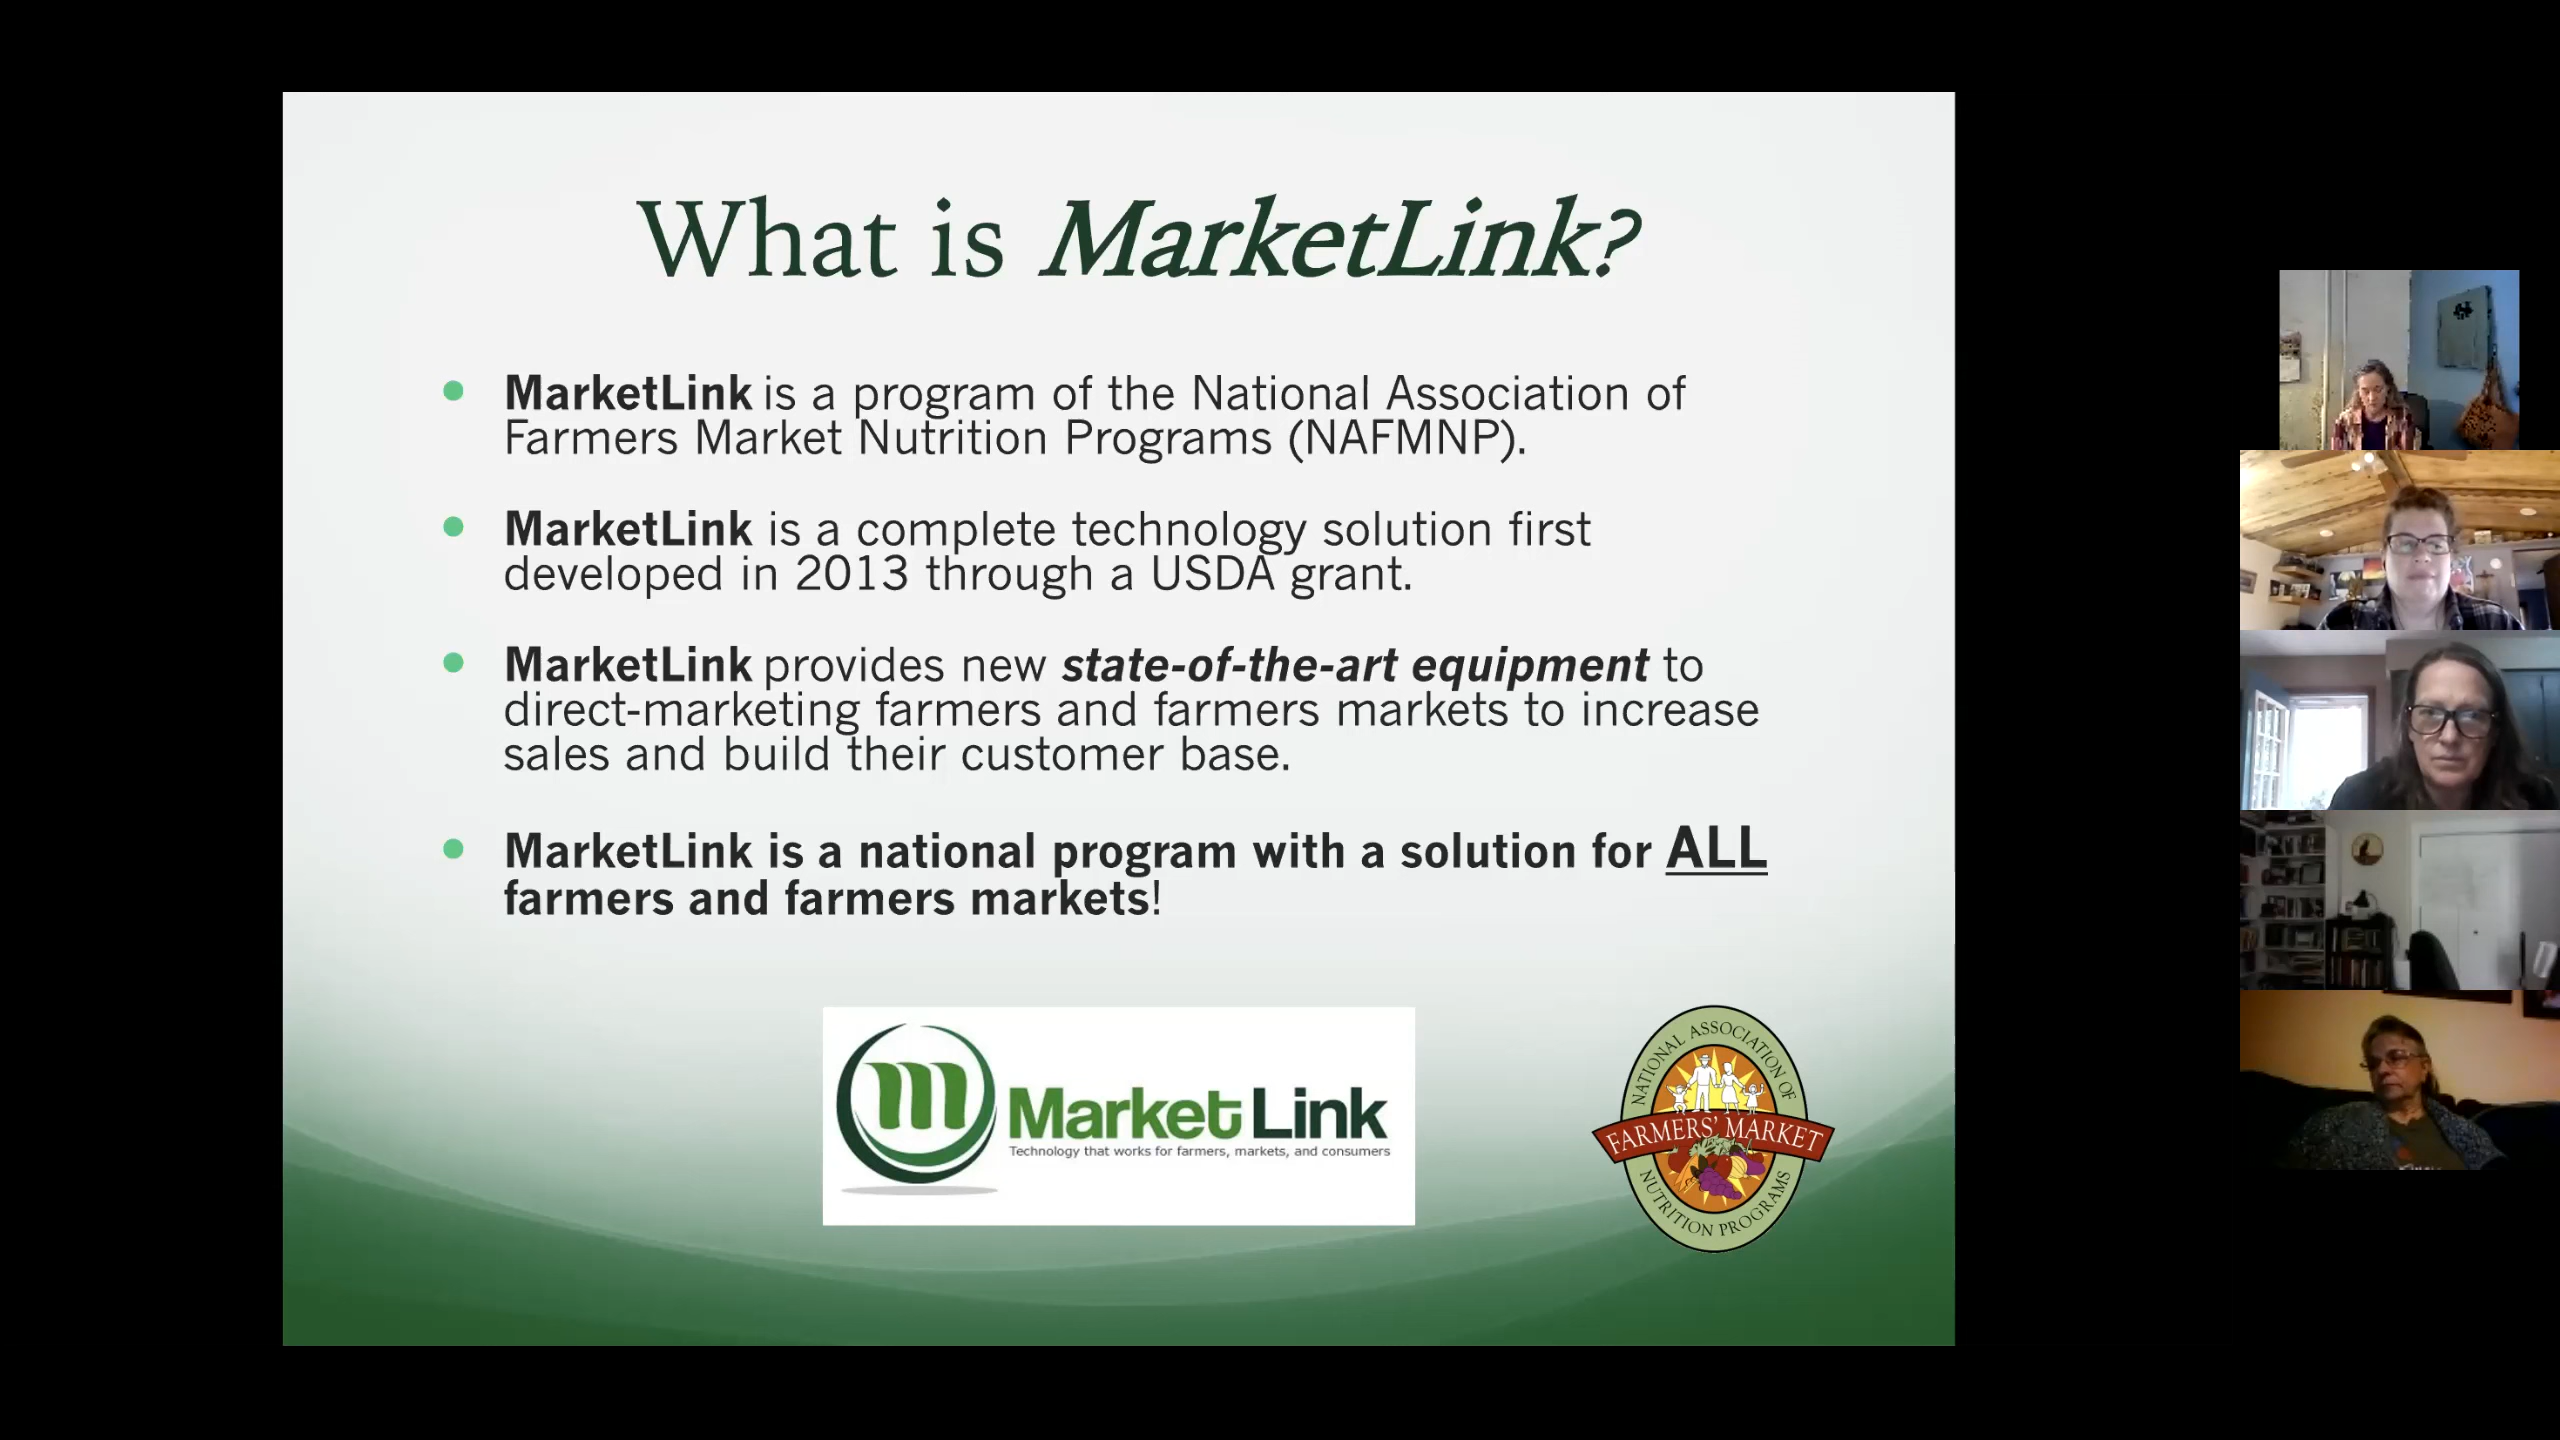 What is MarketLink?
MarketLink is a program of the National Association of
Farmers Market Nutrition Programs (NAFMNP).
MarketLink is a complete technology solution first
developed in 2013 through a USDA grant.
MarketLink provides new state-of-the-art equipment to
direct-marketing farmers and farmers markets to increase
sales and build their customer base.
MarketLink is a national program with a solution for ALL
farmers and farmers markets!
m
MarketLink
Technology that works for farmers, markets, and consumers
NATIONAL ASSOCIATION OF
FARMERS' MARKET
NUTRITION PROGRAMS